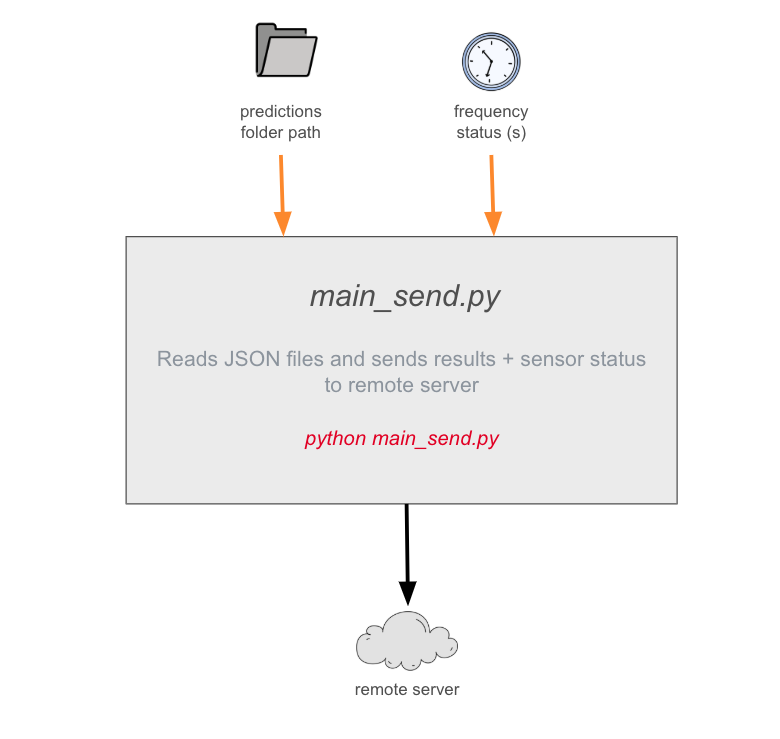 predictions
folder path
frequency
status (s)
main_send.py
Reads JSON files and sends results + sensor status
to remote server
python main_send.py
remote server